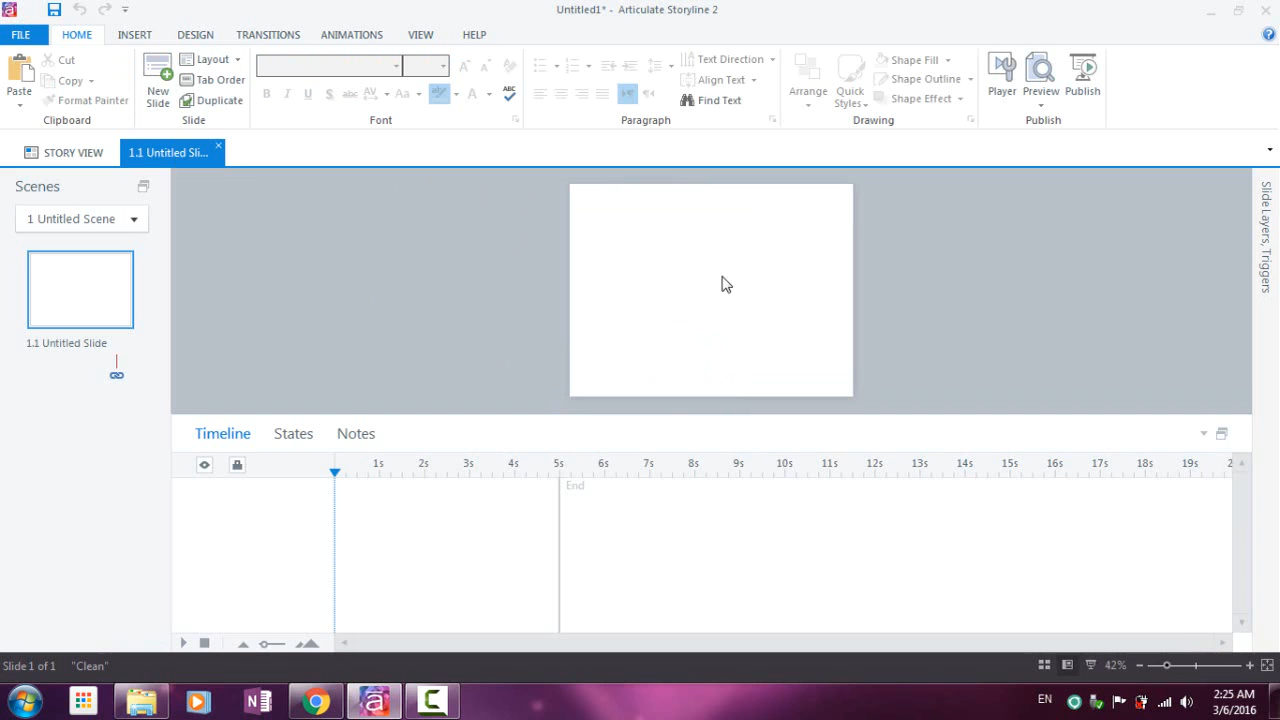 Untitled1* - Articulate Storyline 2
FILE
HOME
INSERT
DESIGN
TRANSITIONS
ANIMATIONS
VIEW
HELP
Paste
Cut
Copy
Format Painter
Clipboard
New Slide
Layout
Tab Order
Duplicate
Slide
B I U S abc AV Aa A ABC
Font
Text Direction
Align Text
Find Text
Paragraph
Arrange
Quick Styles
Shape Fill
Shape Outline
Shape Effect
Drawing
Player
Preview
Publish
Publish
STORY VIEW
1.1 Untitled Sli...
Scenes
1 Untitled Scene
1.1 Untitled Slide
Slide Layers, Triggers
Timeline
States
Notes
1s 2s 3s 4s 5s 6s 7s 8s 9s 10s 11s 12s 13s 14s 15s 16s 17s 18s 19s 2
End
Slide 1 of 1
"Clean"
42%
EN
2:25 AM
3/6/2016